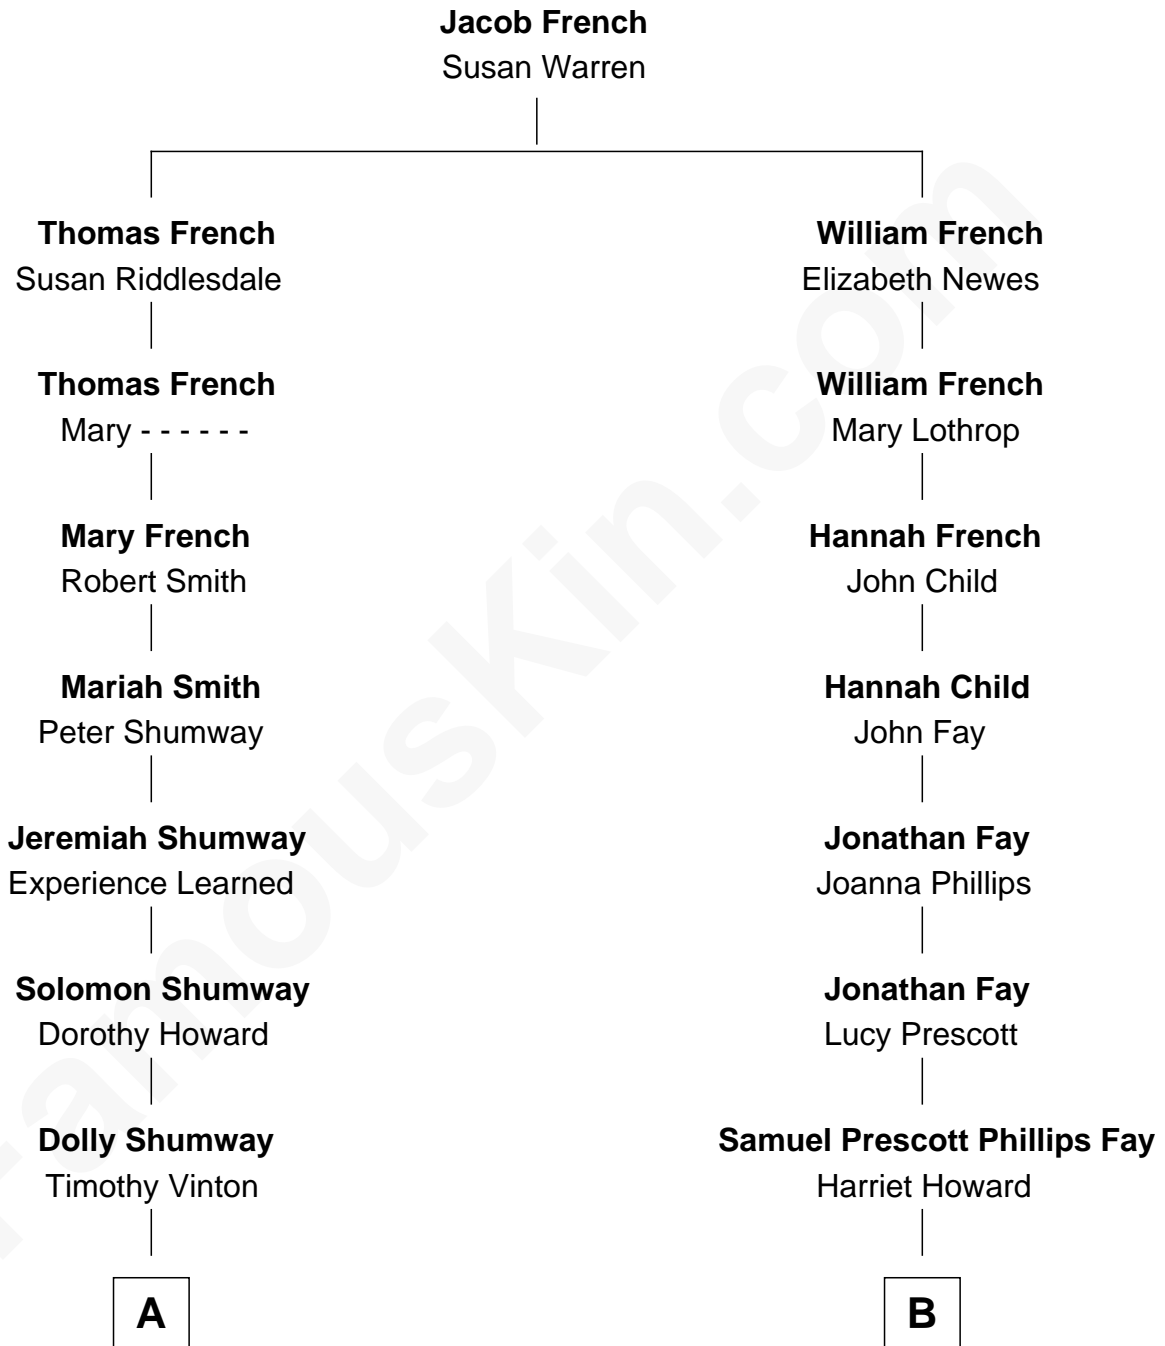 Jacob French
Susan Warren
Thomas French
Susan Riddlesdale
William French
Elizabeth Newes
Thomas French
Mary - - - - - -
William French
Mary Lothrop
Mary French
Robert Smith
Hannah French
John Child
Mariah Smith
Peter Shumway
Hannah Child
John Fay
Jeremiah Shumway
Experience Learned
Jonathan Fay
Joanna Phillips
Solomon Shumway
Dorothy Howard
Jonathan Fay
Lucy Prescott
Dolly Shumway
Timothy Vinton
Samuel Prescott Phillips Fay
Harriet Howard
A
B
FamousKin.com